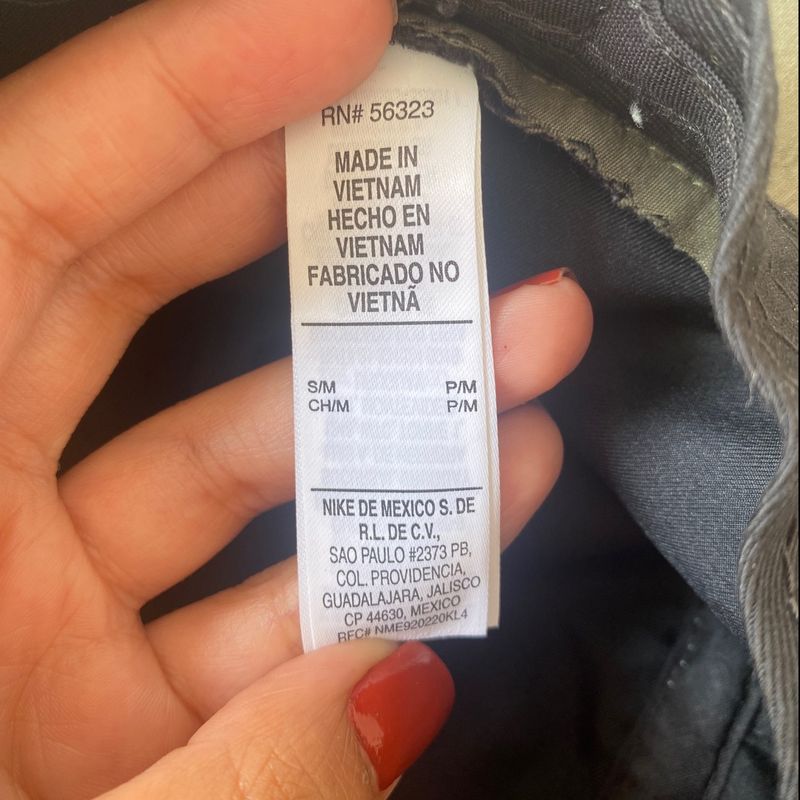 RN# 56323
MADE IN
VIETNAM
HECHO EN
VIETNAM
FABRICADO NO
VIETNÃ
S/M P/M
CH/M P/M
NIKE DE MEXICO S. DE
R.L. DE C.V.,
SAO PAULO #2373 PB,
COL. PROVIDENCIA,
GUADALAJARA, JALISCO
CP 44630, MEXICO
RFC# NME920220KL4